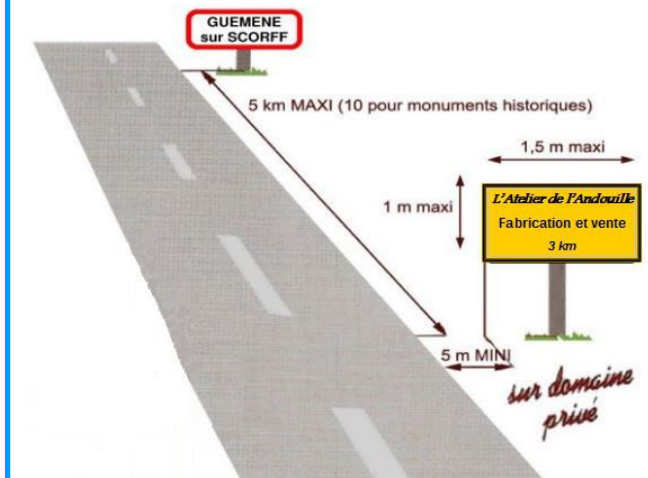 GUEMENE
sur SCORFF
5 km MAXI (10 pour monuments historiques)
1,5 m maxi
1 m maxi
L'Atelier de l'Andouille
Fabrication et vente
3 km
5 m MINI
sur domaine
privé